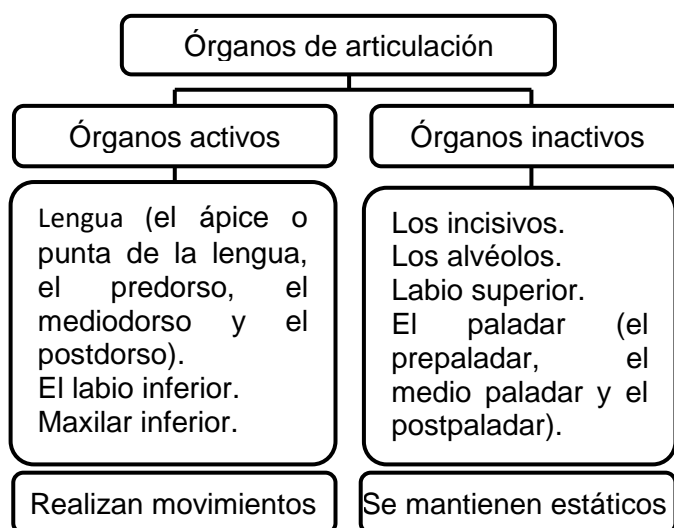 Órganos de articulación
Órganos activos
Órganos inactivos
Lengua (el ápice o
punta de la lengua,
el predorso, el
mediodorso y el
postdorso).
El labio inferior.
Maxilar inferior.
Los incisivos.
Los alvéolos.
Labio superior.
El paladar (el
prepaladar, el
medio paladar y el
postpaladar).
Realizan movimientos
Se mantienen estáticos